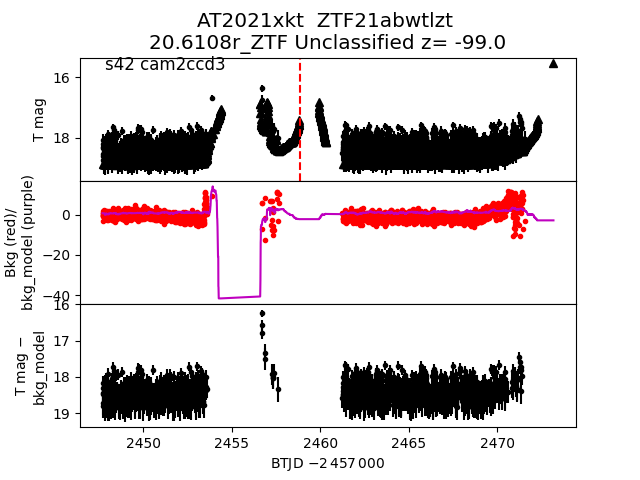 AT2021xkt  ZTF21abwtlzt
20.6108r_ZTF Unclassified z= -99.0
s42 cam2ccd3
T mag
16
18
Bkg (red)/
bkg_model (purple)
0
−20
−40
T mag −
bkg_model
16
17
18
19
2450
2455
2460
2465
2470
BTJD −2 457 000